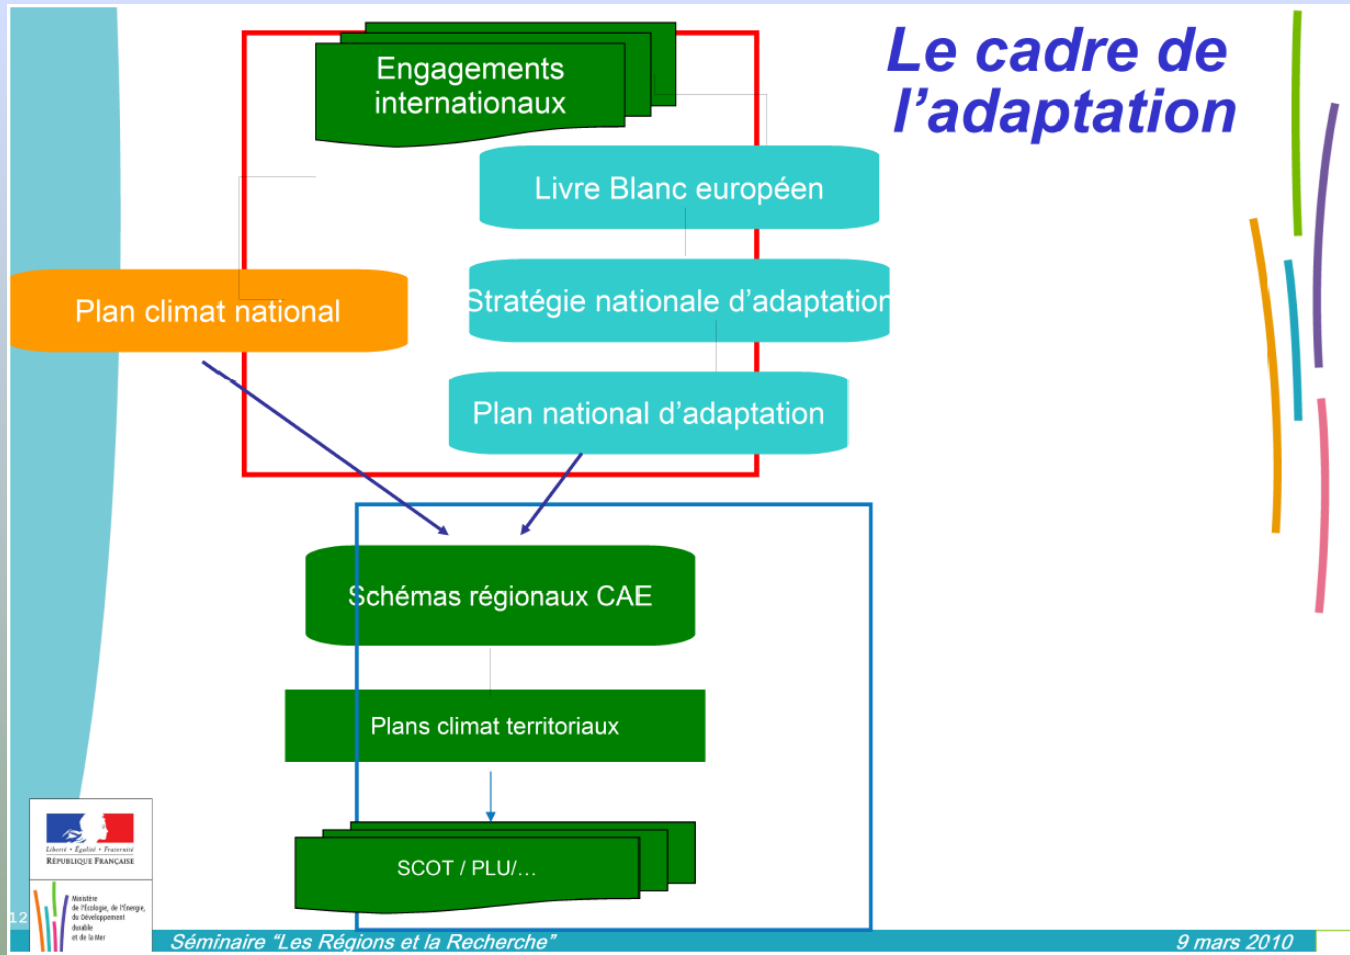 Le cadre de
l’adaptation
Engagements
internationaux
Livre Blanc européen
Stratégie nationale d’adaptation
Plan climat national
Plan national d’adaptation
Schémas régionaux CAE
Plans climat territoriaux
SCOT / PLU/...
Liberté • Égalité • Fraternité
RÉPUBLIQUE FRANÇAISE
Ministère
de l'Écologie, de l'Énergie,
du Développement
durable
et de la Mer
12
Séminaire “Les Régions et la Recherche”
9 mars 2010